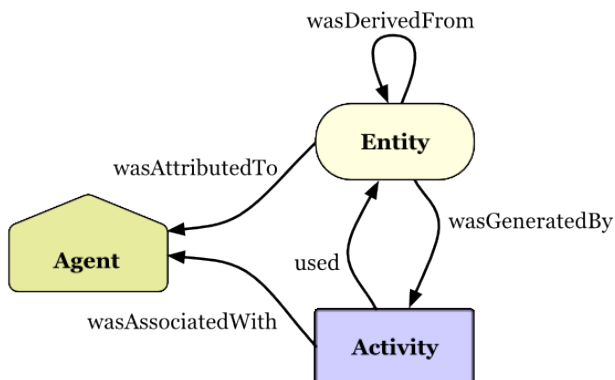 wasDerivedFrom
Entity
wasAttributedTo
wasGeneratedBy
Agent
used
wasAssociatedWith
Activity